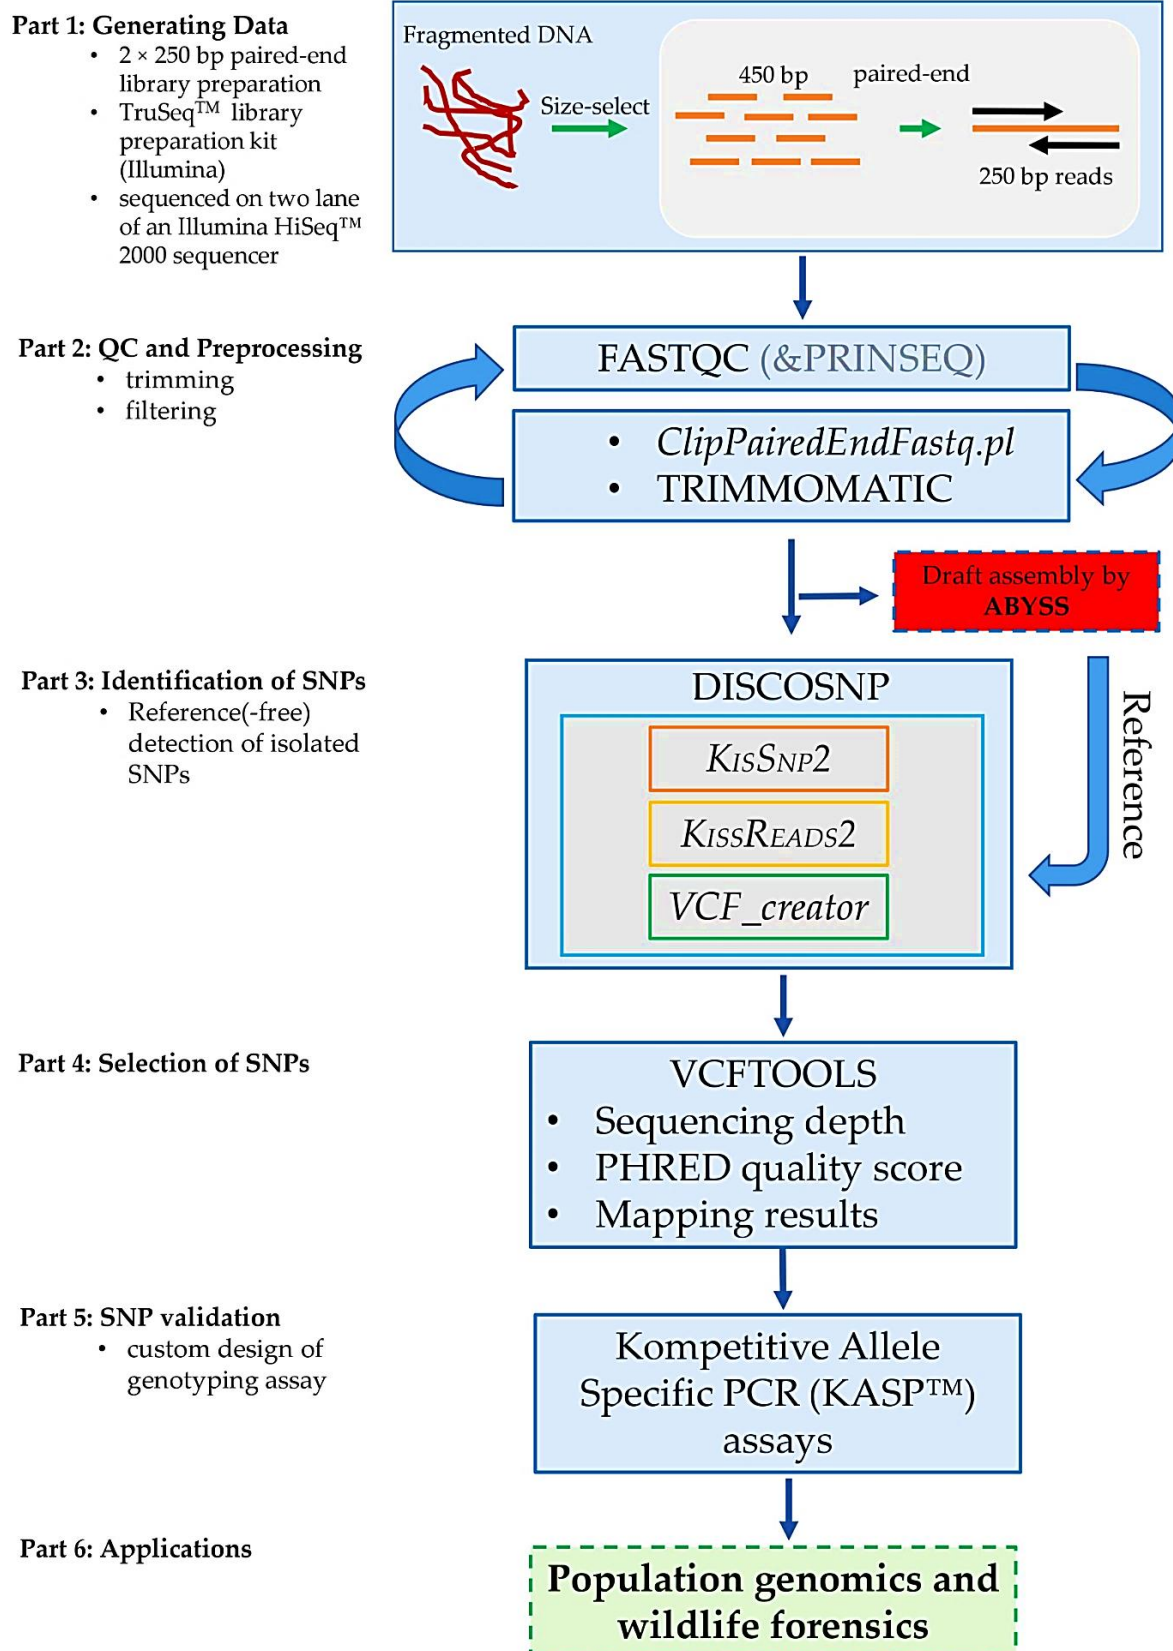 Part 1: Generating Data
• 2 × 250 bp paired-end
library preparation
• TruSeq™ library
preparation kit
(Illumina)
• sequenced on two lane
of an Illumina HiSeq™
2000 sequencer
Fragmented DNA
Size-select
450 bp
paired-end
250 bp reads
Part 2: QC and Preprocessing
• trimming
• filtering
FASTQC (&PRINSEQ)
• ClipPairedEndFastq.pl
• TRIMMOMATIC
Draft assembly by
ABYSS
Reference
Part 3: Identification of SNPs
• Reference(-free)
detection of isolated
SNPs
DISCOSNP
KISSNP2
KISSREADS2
VCF_creator
Part 4: Selection of SNPs
VCFTOOLS
• Sequencing depth
• PHRED quality score
• Mapping results
Part 5: SNP validation
• custom design of
genotyping assay
Kompetitive Allele
Specific PCR (KASP™)
assays
Part 6: Applications
Population genomics and
wildlife forensics